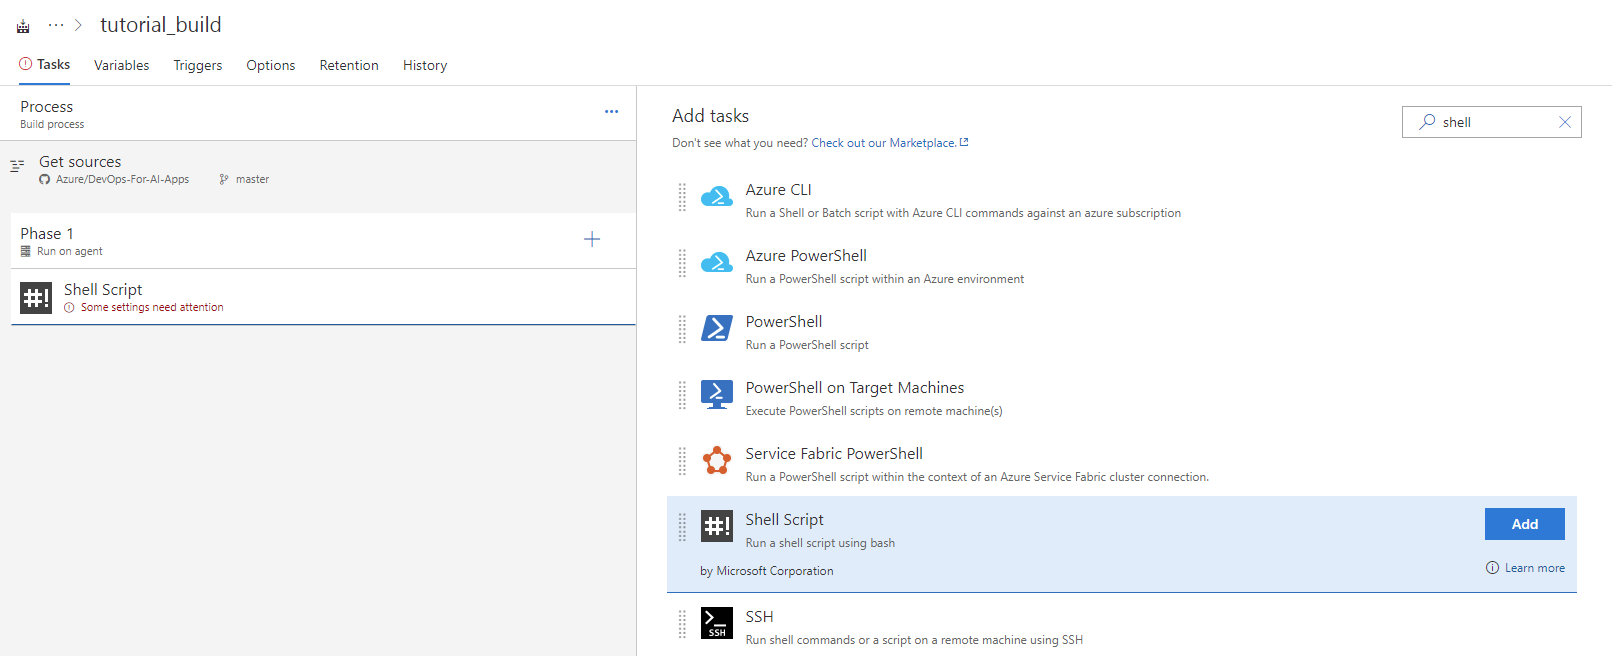 ··· > tutorial_build
Tasks Variables Triggers Options Retention History
Process
Build process
···
Get sources
Azure/DevOps-For-AI-Apps master
Phase 1
Run on agent
+
#! Shell Script
Some settings need attention
Add tasks
Don't see what you need? Check out our Marketplace.
shell
Azure CLI
Run a Shell or Batch script with Azure CLI commands against an azure subscription
Azure PowerShell
Run a PowerShell script within an Azure environment
PowerShell
Run a PowerShell script
PowerShell on Target Machines
Execute PowerShell scripts on remote machine(s)
Service Fabric PowerShell
Run a PowerShell script within the context of an Azure Service Fabric cluster connection.
#! Shell Script
Run a shell script using bash
Add
by Microsoft Corporation
Learn more
>_ SSH
SSH
Run shell commands or a script on a remote machine using SSH